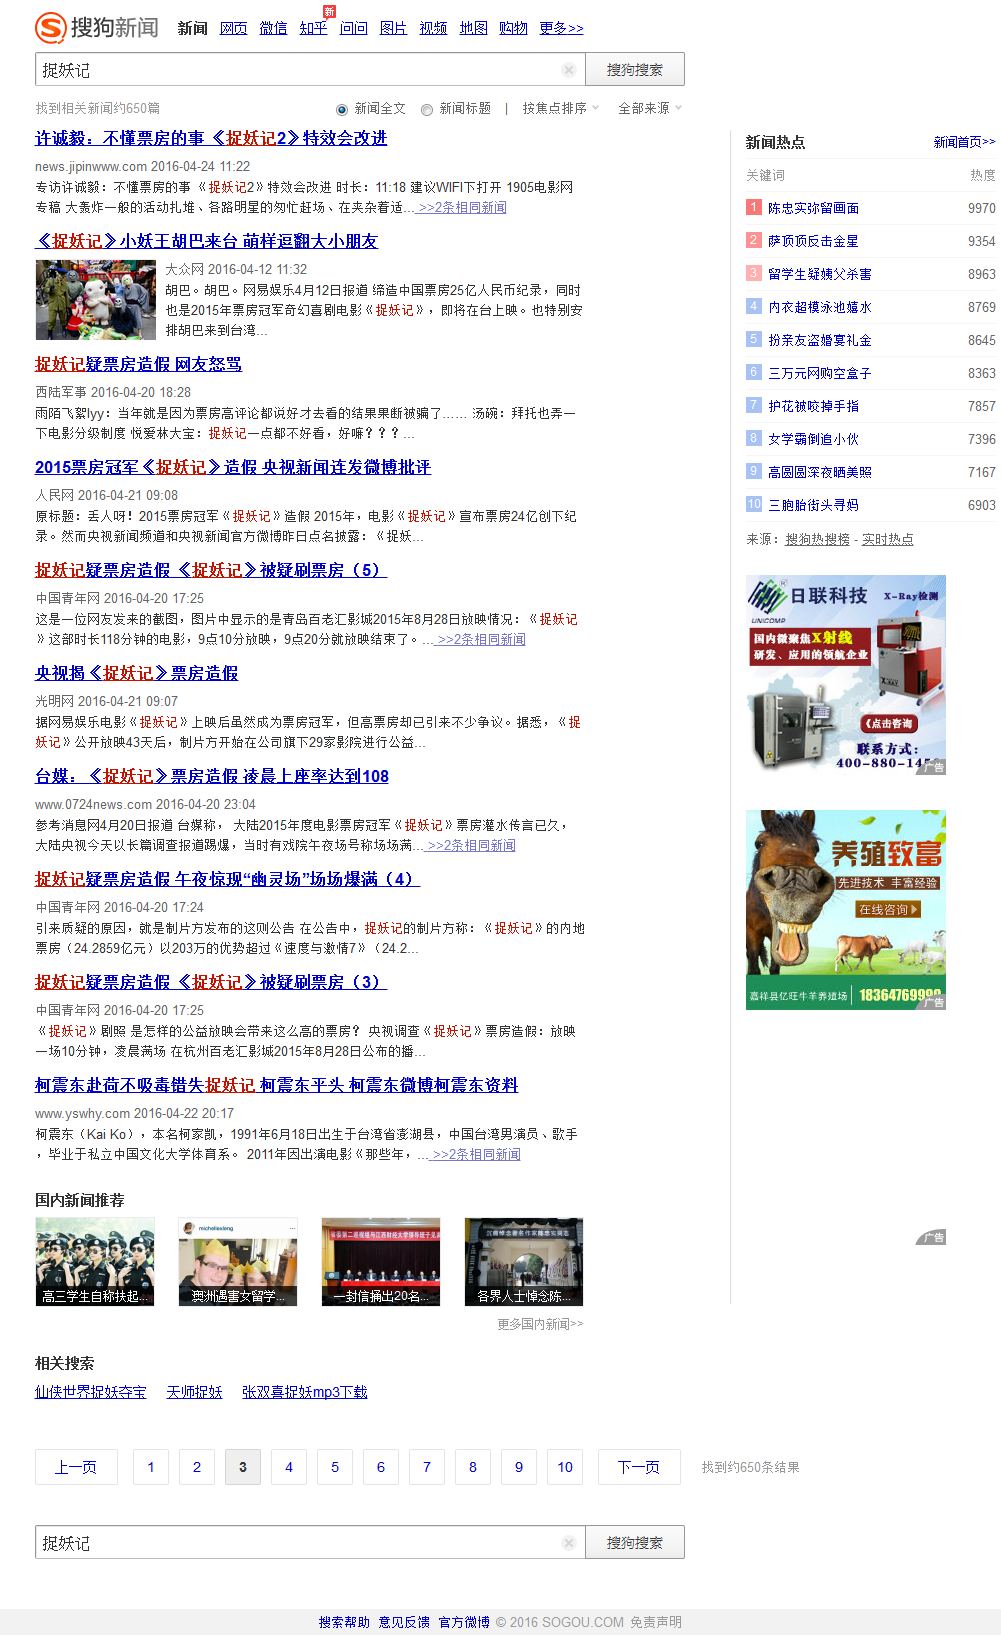 搜狗新闻 新闻 网页 微信 知乎 问问 图片 视频 地图 购物 更多>>
新
捉妖记 搜狗搜索
找到相关新闻约650篇 新闻全文 新闻标题 | 按焦点排序 全部来源
许诚毅：不懂票房的事 《捉妖记2》特效会改进
news.jipinwww.com 2016-04-24 11:22
专访许诚毅：不懂票房的事 《捉妖记2》特效会改进 时长：11:18 建议WIFI下打开 1905电影网
专稿 大轰炸一般的活动扎堆、各路明星的匆忙赶场、在夹杂着适... >>2条相同新闻
《捉妖记》小妖王胡巴来台 萌样逗翻大小朋友
大众网 2016-04-12 11:32
胡巴。胡巴。网易娱乐4月12日报道 缔造中国票房25亿人民币纪录，同时
也是2015年票房冠军奇幻喜剧电影《捉妖记》，即将在台上映。也特别安
排胡巴来到台湾...
捉妖记疑票房造假 网友怒骂
西陆军事 2016-04-20 18:28
雨陌飞絮lyy：当年就是因为票房高评论都说好才去看的结果果断被骗了…… 汤碗：拜托也弄一
下电影分级制度 悦爱林大宝：捉妖记一点都不好看，好嘛？？？...
2015票房冠军《捉妖记》造假 央视新闻连发微博批评
人民网 2016-04-21 09:08
原标题：丢人呀！2015票房冠军《捉妖记》造假 2015年，电影《捉妖记》宣布票房24亿创下纪
录。然而央视新闻频道和央视新闻官方微博昨日点名披露：《捉妖...
捉妖记疑票房造假 《捉妖记》被疑刷票房（5）
中国青年网 2016-04-20 17:25
这是一位网友发来的截图，图片中显示的是青岛百老汇影城2015年8月28日放映情况：《捉妖记
》这部时长118分钟的电影，9点10分放映，9点20分就放映结束了。... >>2条相同新闻
央视揭《捉妖记》票房造假
光明网 2016-04-21 09:07
据网易娱乐电影《捉妖记》上映后虽然成为票房冠军，但高票房却已引来不少争议。据悉，《捉
妖记》公开放映43天后，制片方开始在公司旗下29家影院进行公益...
台媒：《捉妖记》票房造假 凌晨上座率达到108
www.0724news.com 2016-04-20 23:04
参考消息网4月20日报道 台媒称， 大陆2015年度电影票房冠军《捉妖记》票房灌水传言已久，
大陆央视今天以长篇调查报道踢爆，当时有戏院午夜场号称场场满... >>2条相同新闻
捉妖记疑票房造假 午夜惊现“幽灵场”场场爆满（4）
中国青年网 2016-04-20 17:24
引来质疑的原因，就是制片方发布的这则公告 在公告中，捉妖记的制片方称：《捉妖记》的内地
票房（24.2859亿元）以203万的优势超过《速度与激情7》（24.2...
捉妖记疑票房造假 《捉妖记》被疑刷票房（3）
中国青年网 2016-04-20 17:25
《捉妖记》剧照 是怎样的公益放映会带来这么高的票房？ 央视调查《捉妖记》票房造假：放映
一场10分钟，凌晨满场 在杭州百老汇影城2015年8月28日公布的播...
柯震东赴荷不吸毒错失捉妖记 柯震东平头 柯震东微博柯震东资料
www.yswhy.com 2016-04-22 20:17
柯震东（Kai Ko），本名柯家凯，1991年6月18日出生于台湾省澎湖县，中国台湾男演员、歌手
，毕业于私立中国文化大学体育系。 2011年因出演电影《那些年，... >>2条相同新闻
国内新闻推荐
michellexleng
高三学生自称扶起... 澳洲遇害女留学... 一封信捅出20名... 各界人士悼念陈...
更多国内新闻>>
相关搜索
仙侠世界捉妖夺宝 天师捉妖 张双喜捉妖mp3下载
上一页 1 2 3 4 5 6 7 8 9 10 下一页 找到约650条结果
捉妖记 搜狗搜索
新闻热点 新闻首页>>
关键词 热度
1 陈忠实弥留画面 9970
2 萨顶顶反击金星 9354
3 留学生疑姨父杀害 8963
4 内衣超模泳池嬉水 8769
5 扮亲友盗婚宴礼金 8645
6 三万元网购空盒子 8363
7 护花被咬掉手指 7857
8 女学霸倒追小伙 7396
9 高圆圆深夜晒美照 7167
10 三胞胎街头寻妈 6903
来源：搜狗热搜榜 - 实时热点
日联科技 X-Ray检测
UNICOMP
国内微聚焦X射线
研发、应用的领航企业
《点击咨询
联系方式：
400-880-145
广告
养殖致富
先进技术 丰富经验
在线咨询
嘉祥县亿旺牛羊养殖场 18364769990
广告
广告
搜索帮助 意见反馈 官方微博 © 2016 SOGOU.COM 免责声明